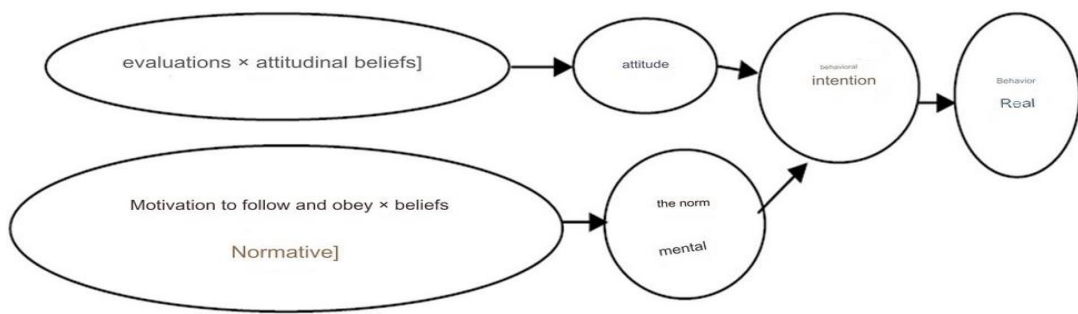 evaluations × attitudinal beliefs]
attitude
behavioral
intention
Behavior
Real
Motivation to follow and obey × beliefs
Normative]
the norm
mental